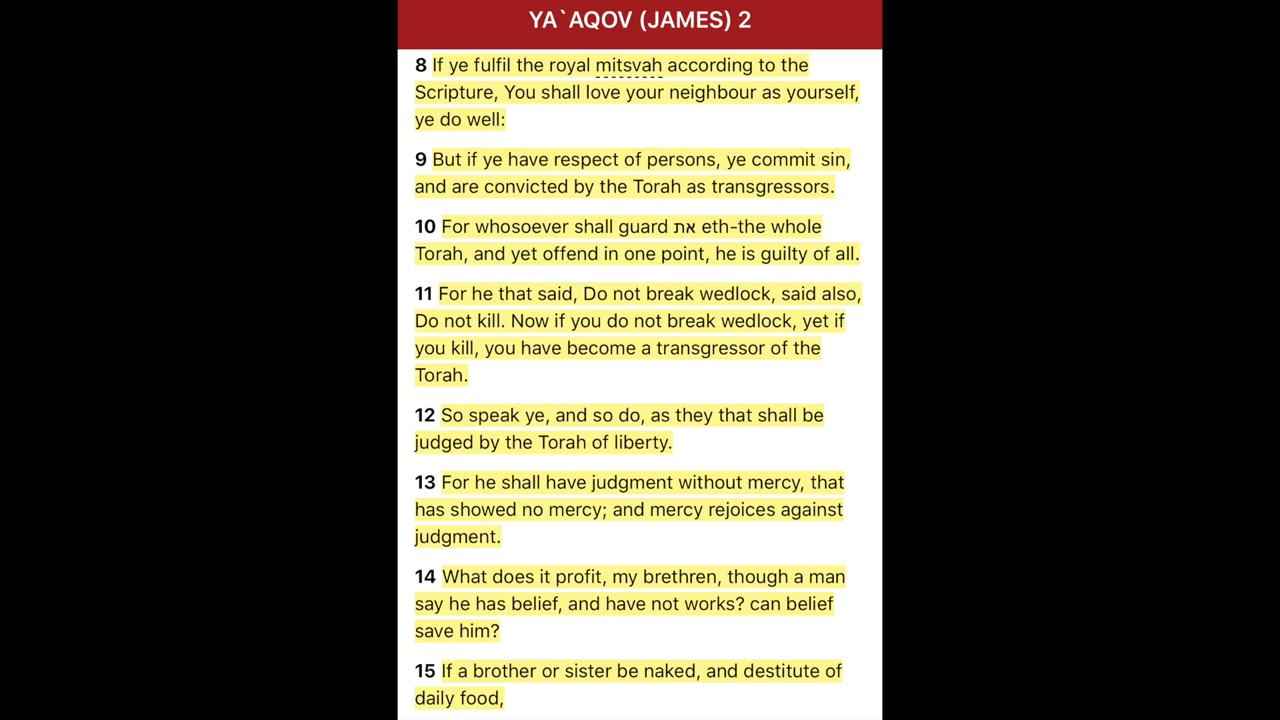 YA`AQOV (JAMES) 2
8 If ye fulfil the royal mitsvah according to the
Scripture, You shall love your neighbour as yourself,
ye do well:
9 But if ye have respect of persons, ye commit sin,
and are convicted by the Torah as transgressors.
10 For whosoever shall guard את eth-the whole
Torah, and yet offend in one point, he is guilty of all.
11 For he that said, Do not break wedlock, said also,
Do not kill. Now if you do not break wedlock, yet if
you kill, you have become a transgressor of the
Torah.
12 So speak ye, and so do, as they that shall be
judged by the Torah of liberty.
13 For he shall have judgment without mercy, that
has showed no mercy; and mercy rejoices against
judgment.
14 What does it profit, my brethren, though a man
say he has belief, and have not works? can belief
save him?
15 If a brother or sister be naked, and destitute of
daily food,